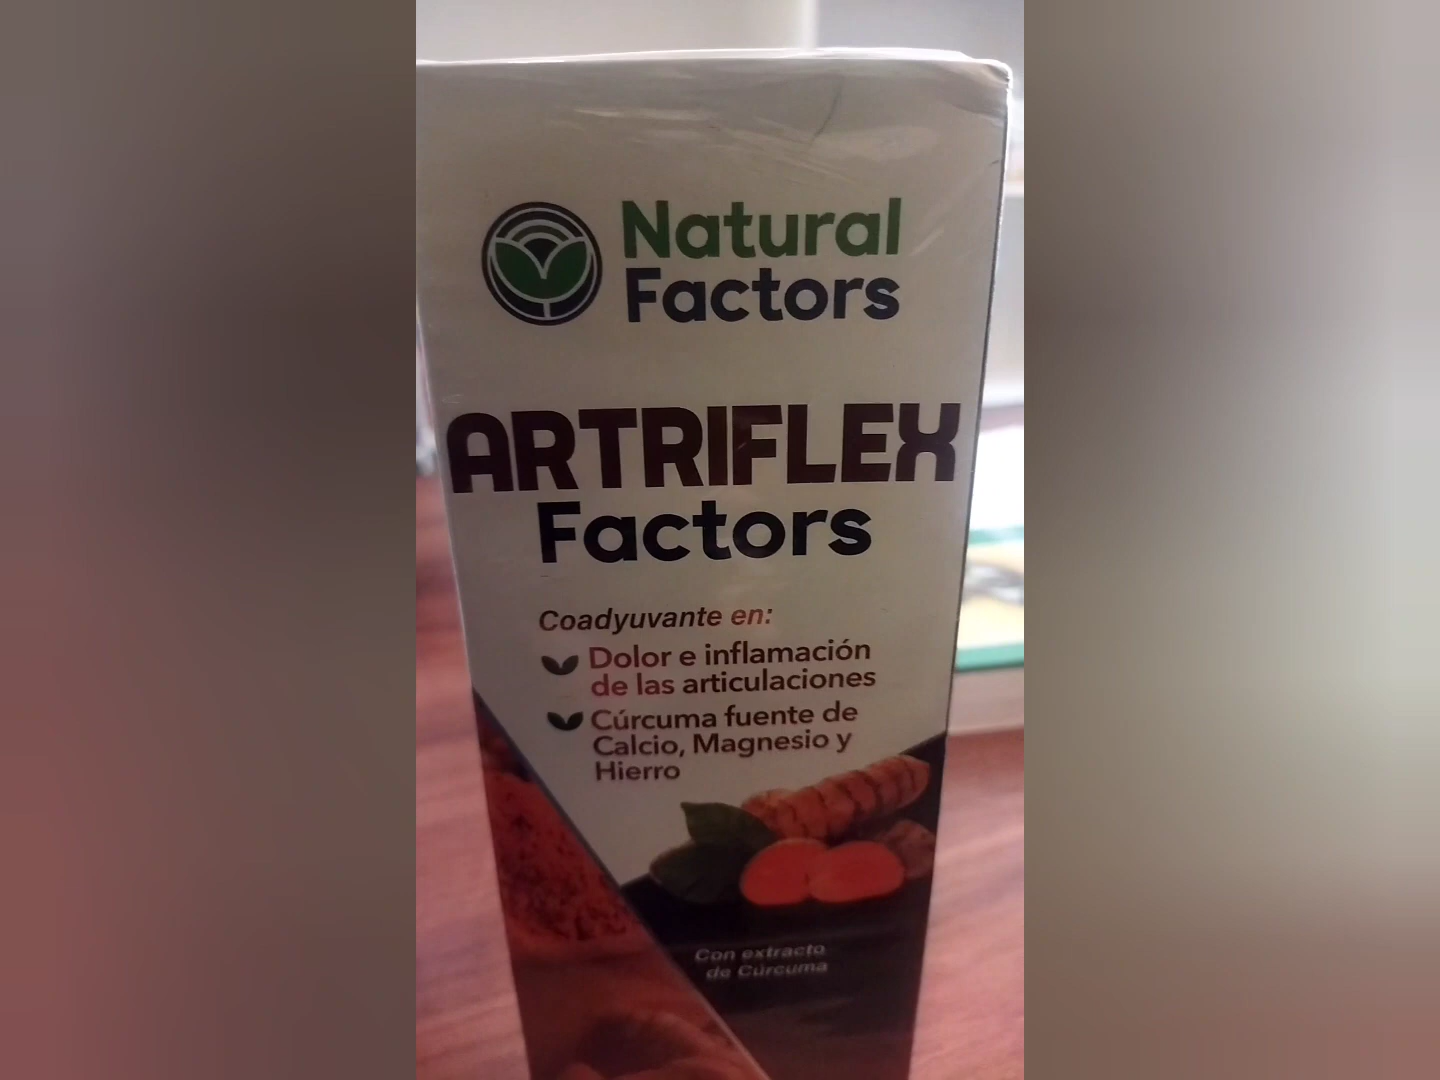 Natural
Factors
ARTRIFLEX
Factors
Coadyuvante en:
Dolor e inflamación
de las articulaciones
Cúrcuma fuente de
Calcio, Magnesio y
Hierro
Con extracto
de Cúrcuma